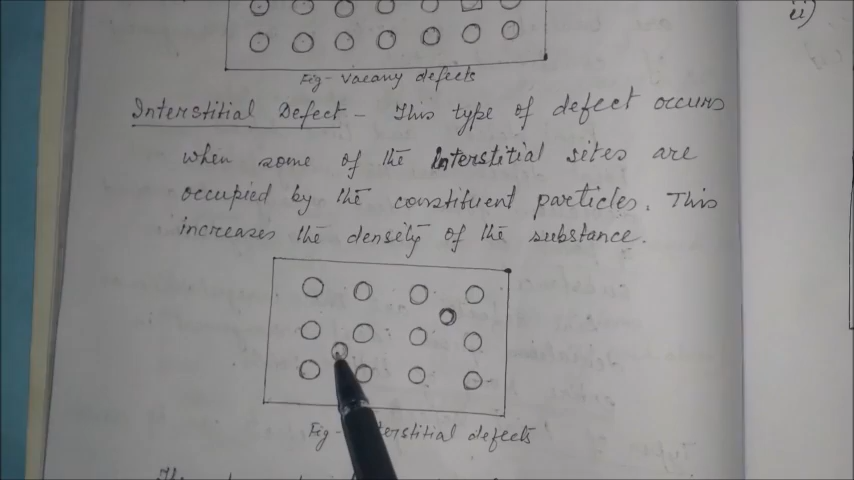 ii)
Fig- Vacany defects
Interstitial Defect - This type of defect occurs
when some of the Interstitial sites are
occupied by the constituent particles. This
increases the density of the substance.
Fig- defects